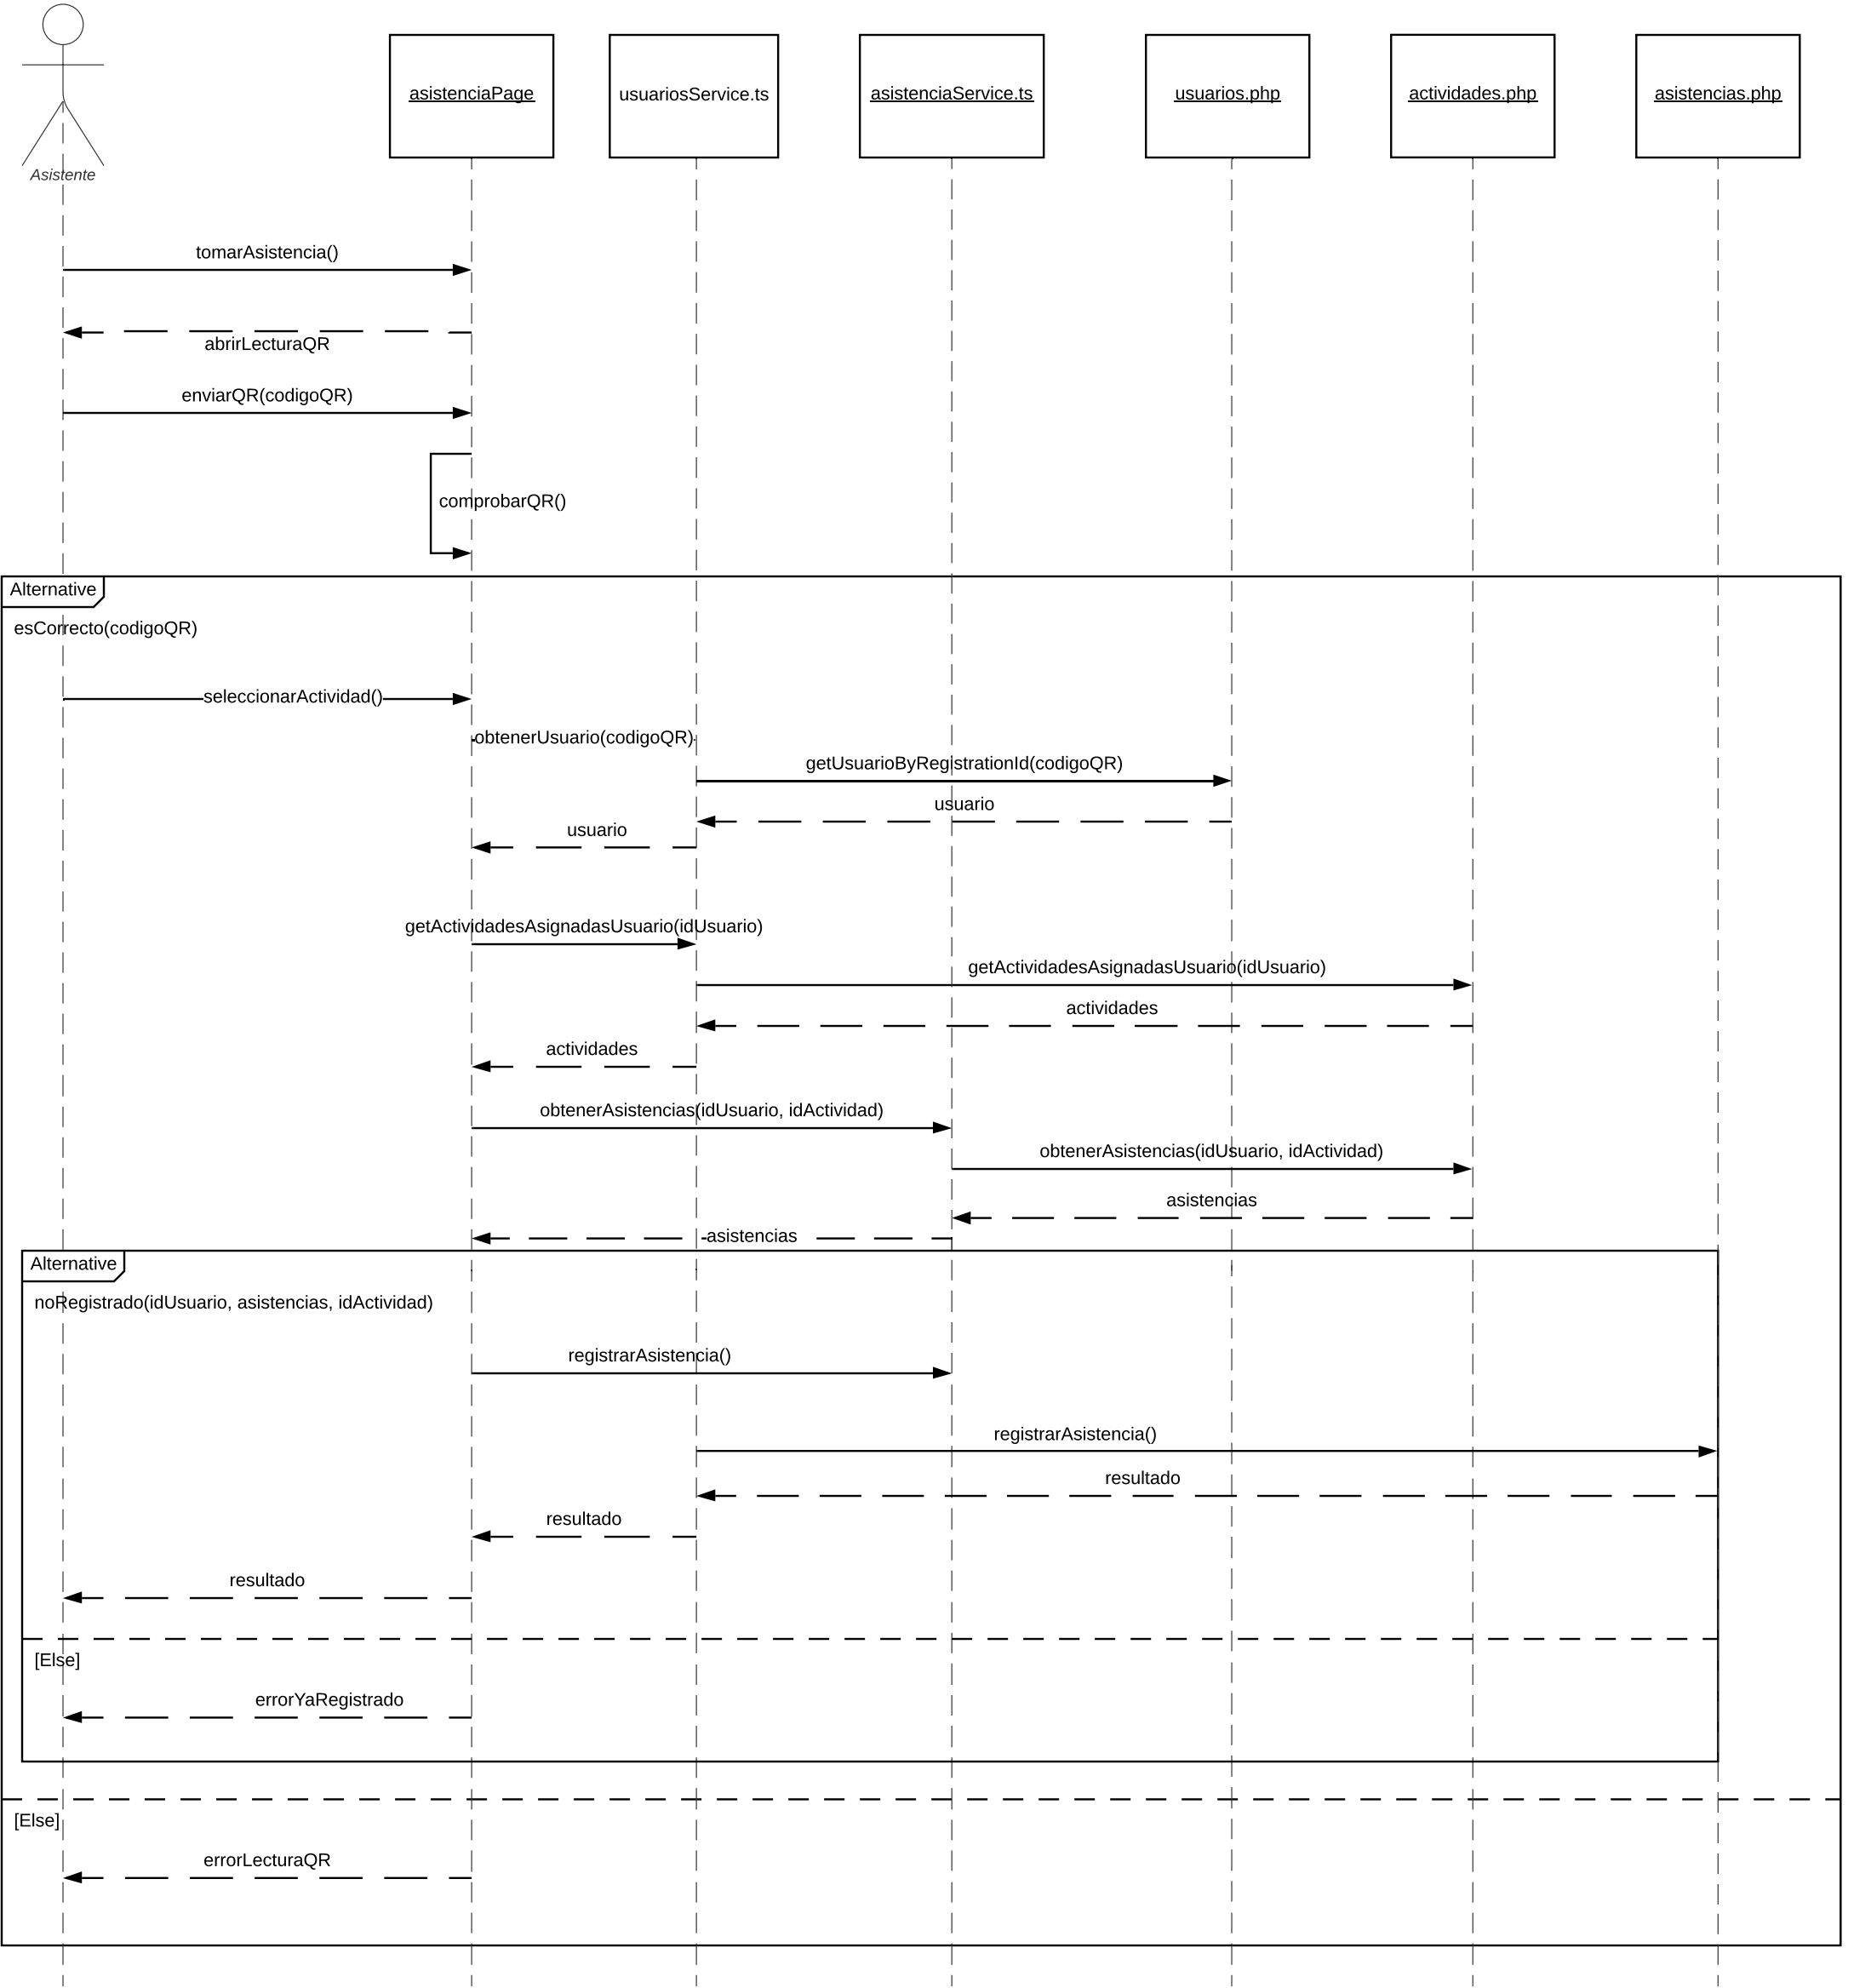 Asistente
asistenciaPage
usuariosService.ts
asistenciaService.ts
usuarios.php
actividades.php
asistencias.php
tomarAsistencia()
abrirLecturaQR
enviarQR(codigoQR)
comprobarQR()
Alternative
esCorrecto(codigoQR)
seleccionarActividad()
obtenerUsuario(codigoQR)
getUsuarioByRegistrationId(codigoQR)
usuario
usuario
getActividadesAsignadasUsuario(idUsuario)
getActividadesAsignadasUsuario(idUsuario)
actividades
actividades
obtenerAsistencias(idUsuario, idActividad)
obtenerAsistencias(idUsuario, idActividad)
asistencias
asistencias
Alternative
noRegistrado(idUsuario, asistencias, idActividad)
registrarAsistencia()
registrarAsistencia()
resultado
resultado
resultado
[Else]
errorYaRegistrado
[Else]
errorLecturaQR